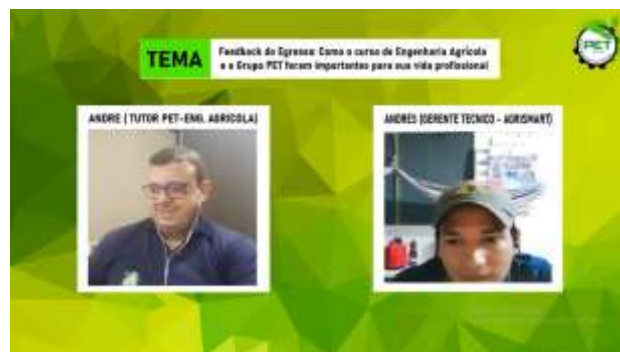 TEMA
Feedback do Egresso: Como o curso de Engenharia Agrícola
e o Grupo PET foram importantes para sua vida profissional
PET
ANDRE ( TUTOR PET-ENG. AGRICOLA)
ANDRES (GERENTE TECNICO - AGRISMART)